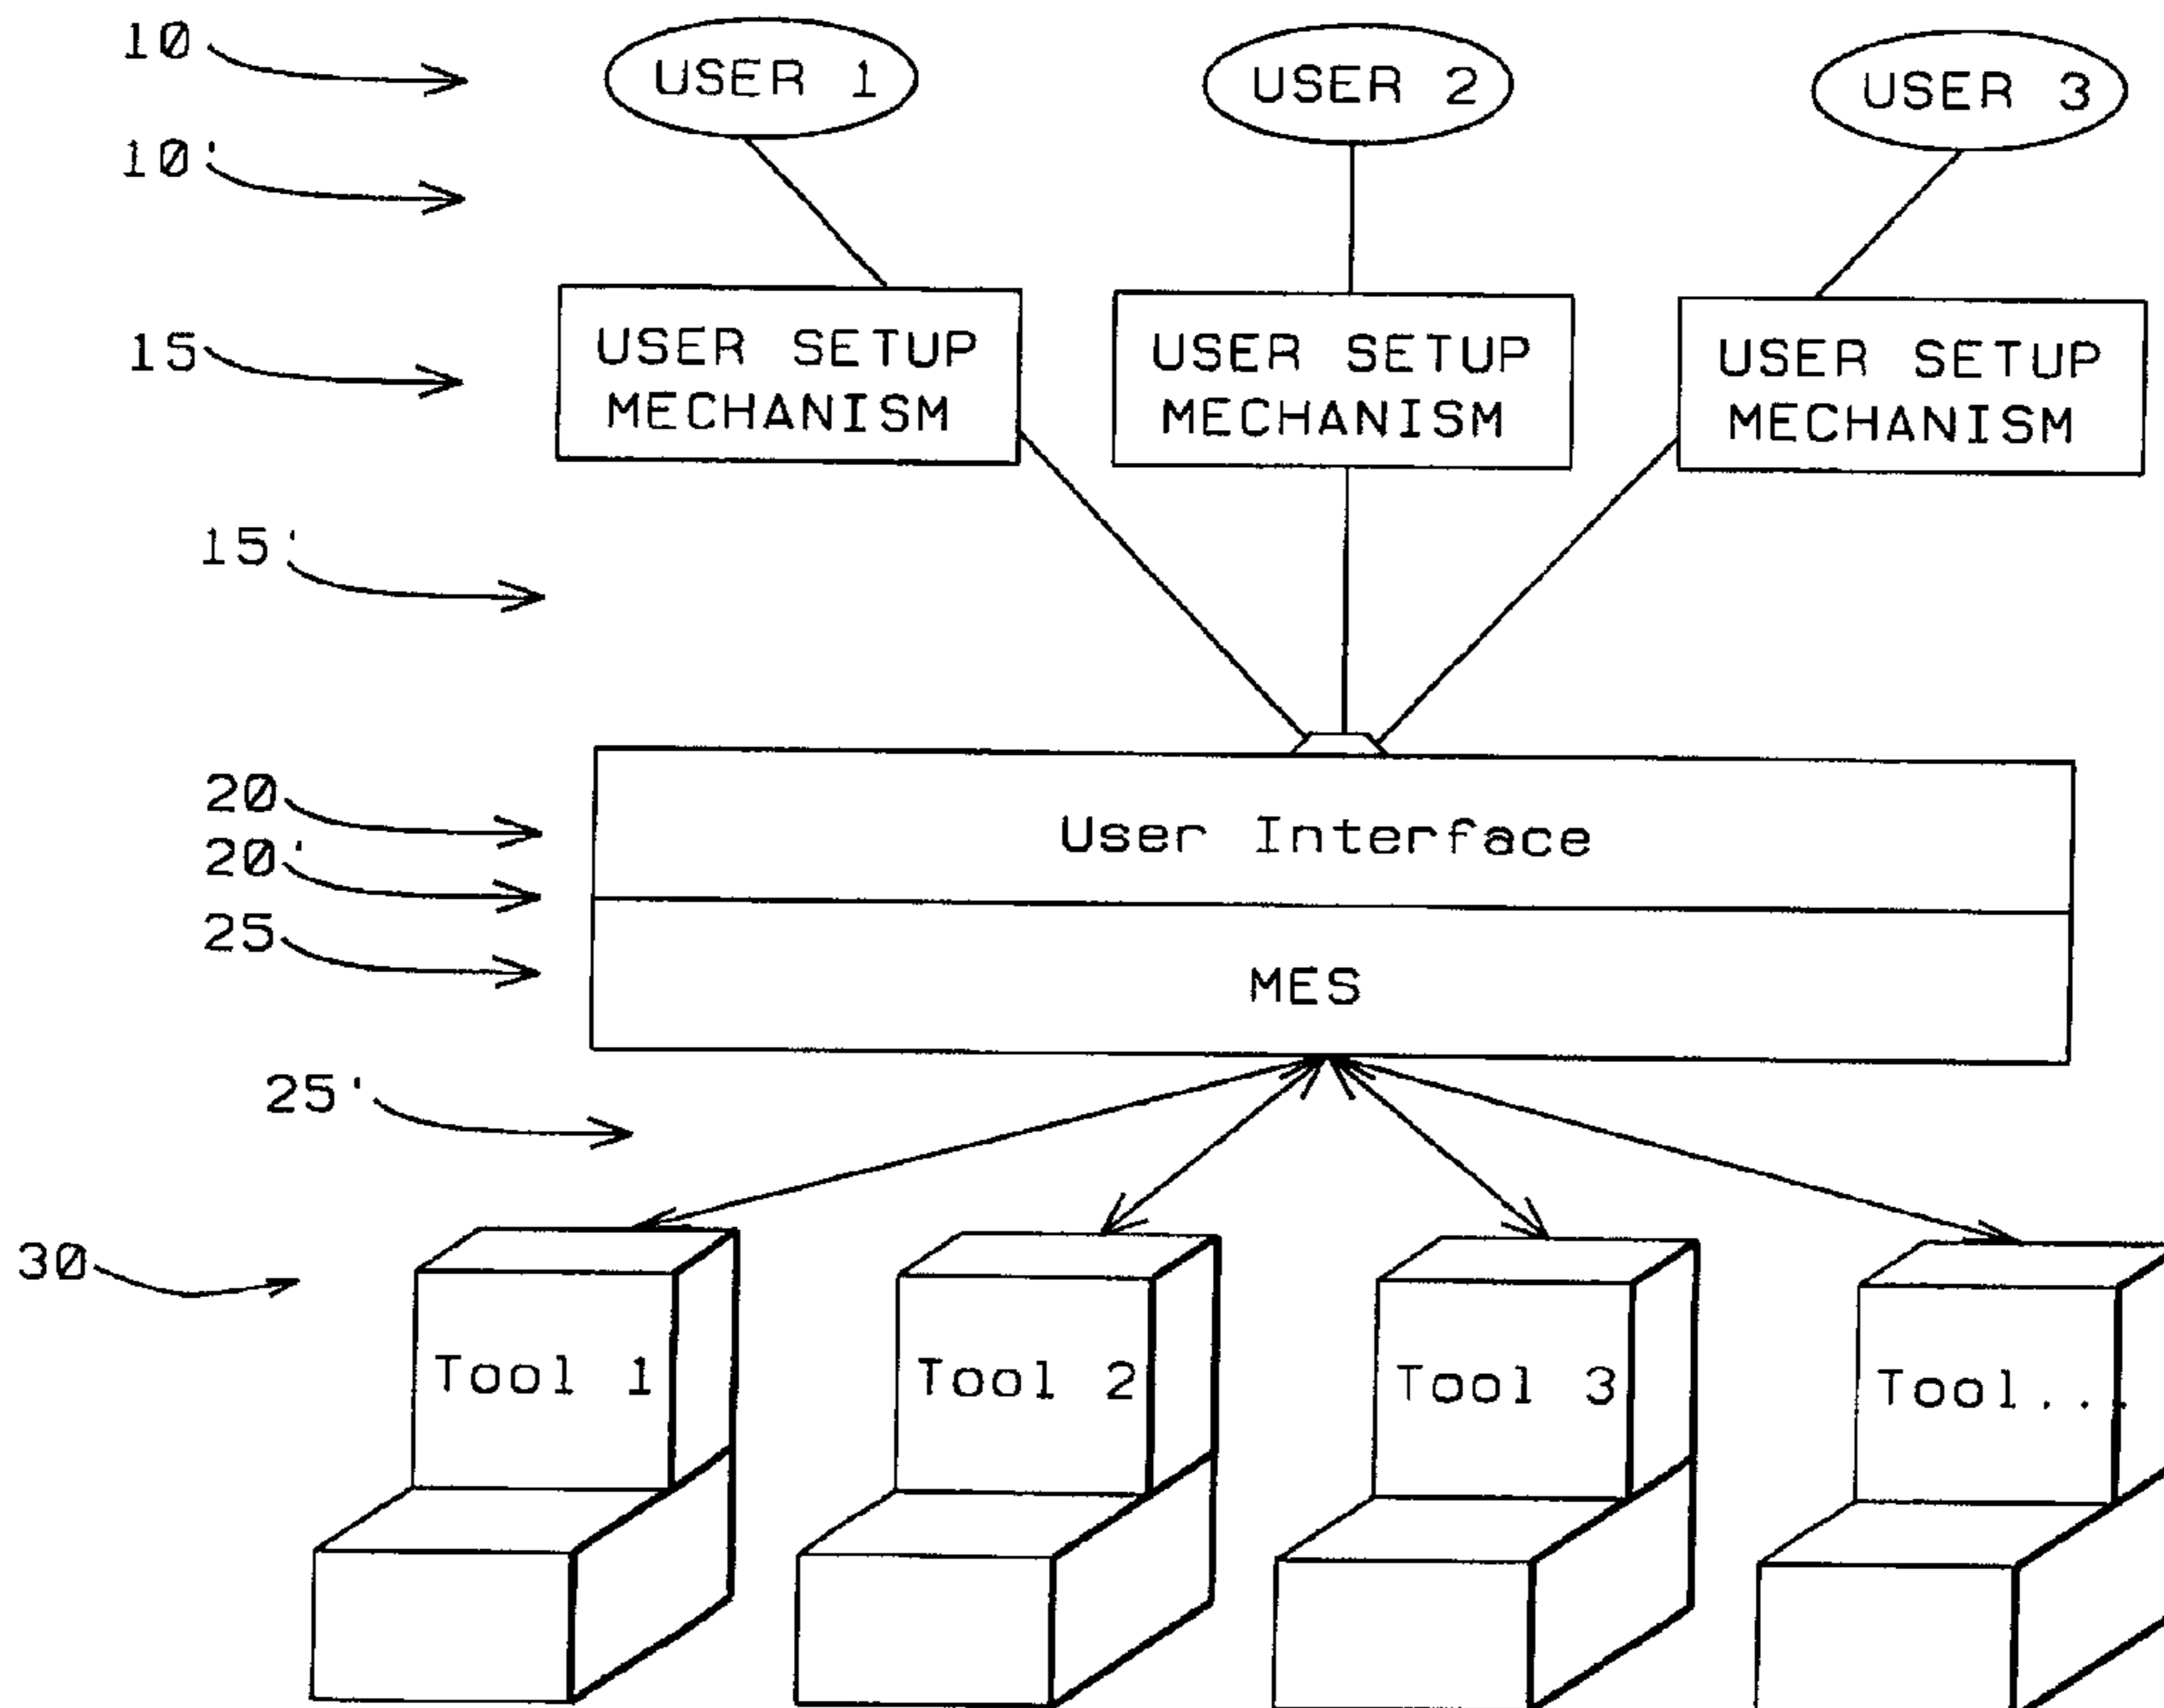 10
USER 1
USER 2
USER 3
10'
15
USER SETUP
MECHANISM
USER SETUP
MECHANISM
USER SETUP
MECHANISM
15'
20
User Interface
20'
25
MES
25'
30
Tool 1
Tool 2
Tool 3
Tool...